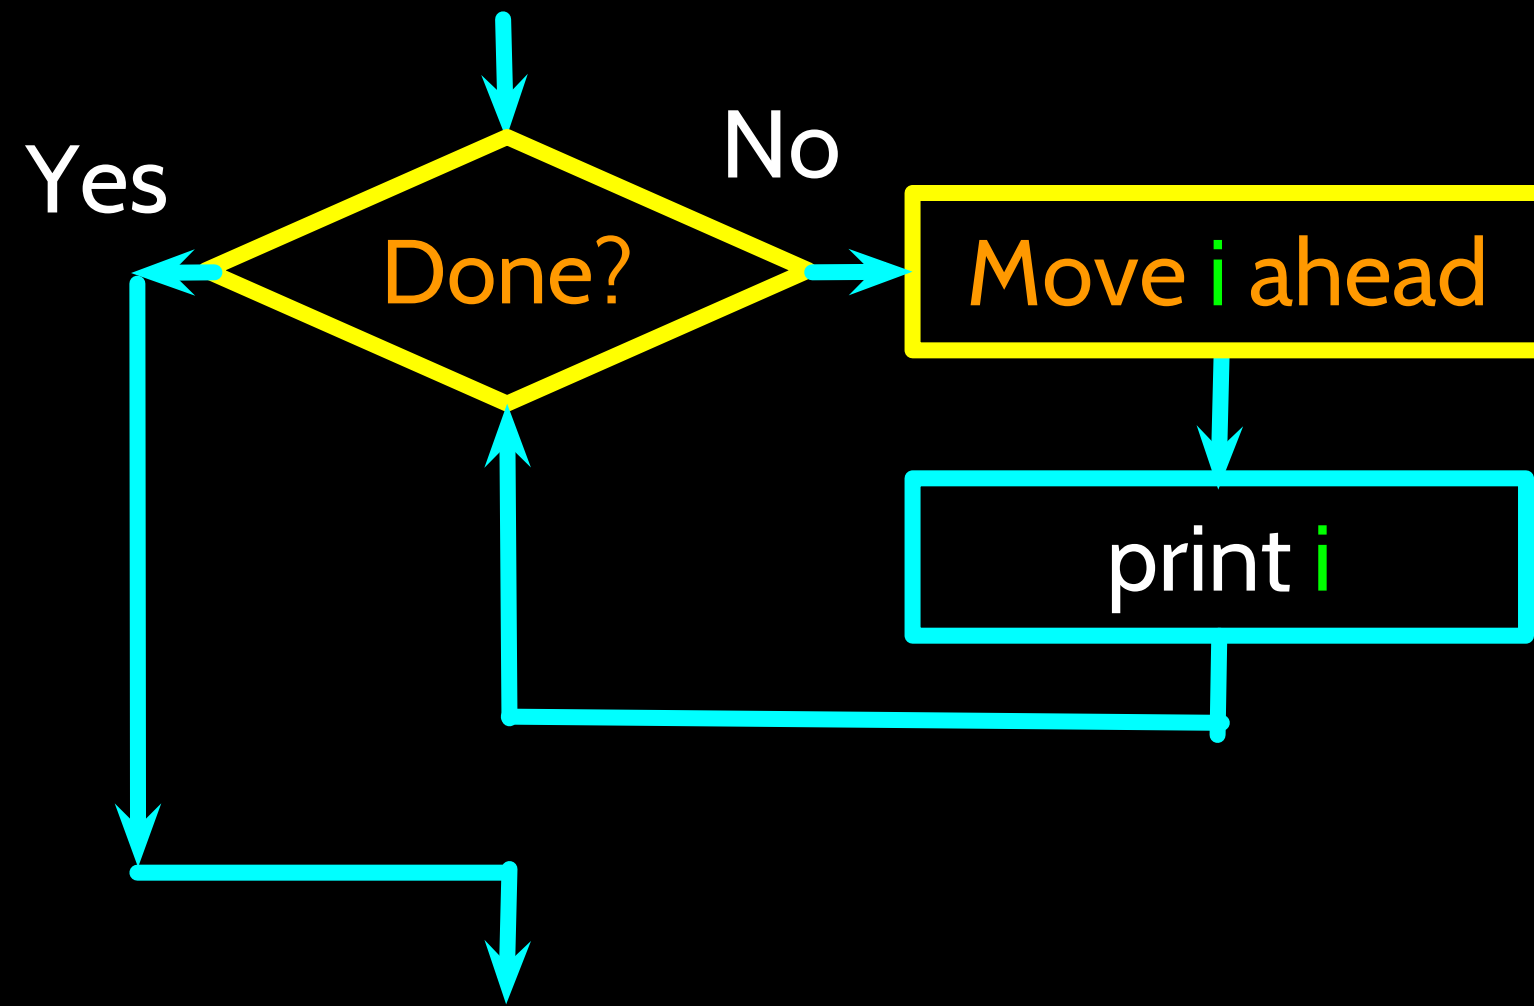 No
Yes
Done?
Move i ahead
print i